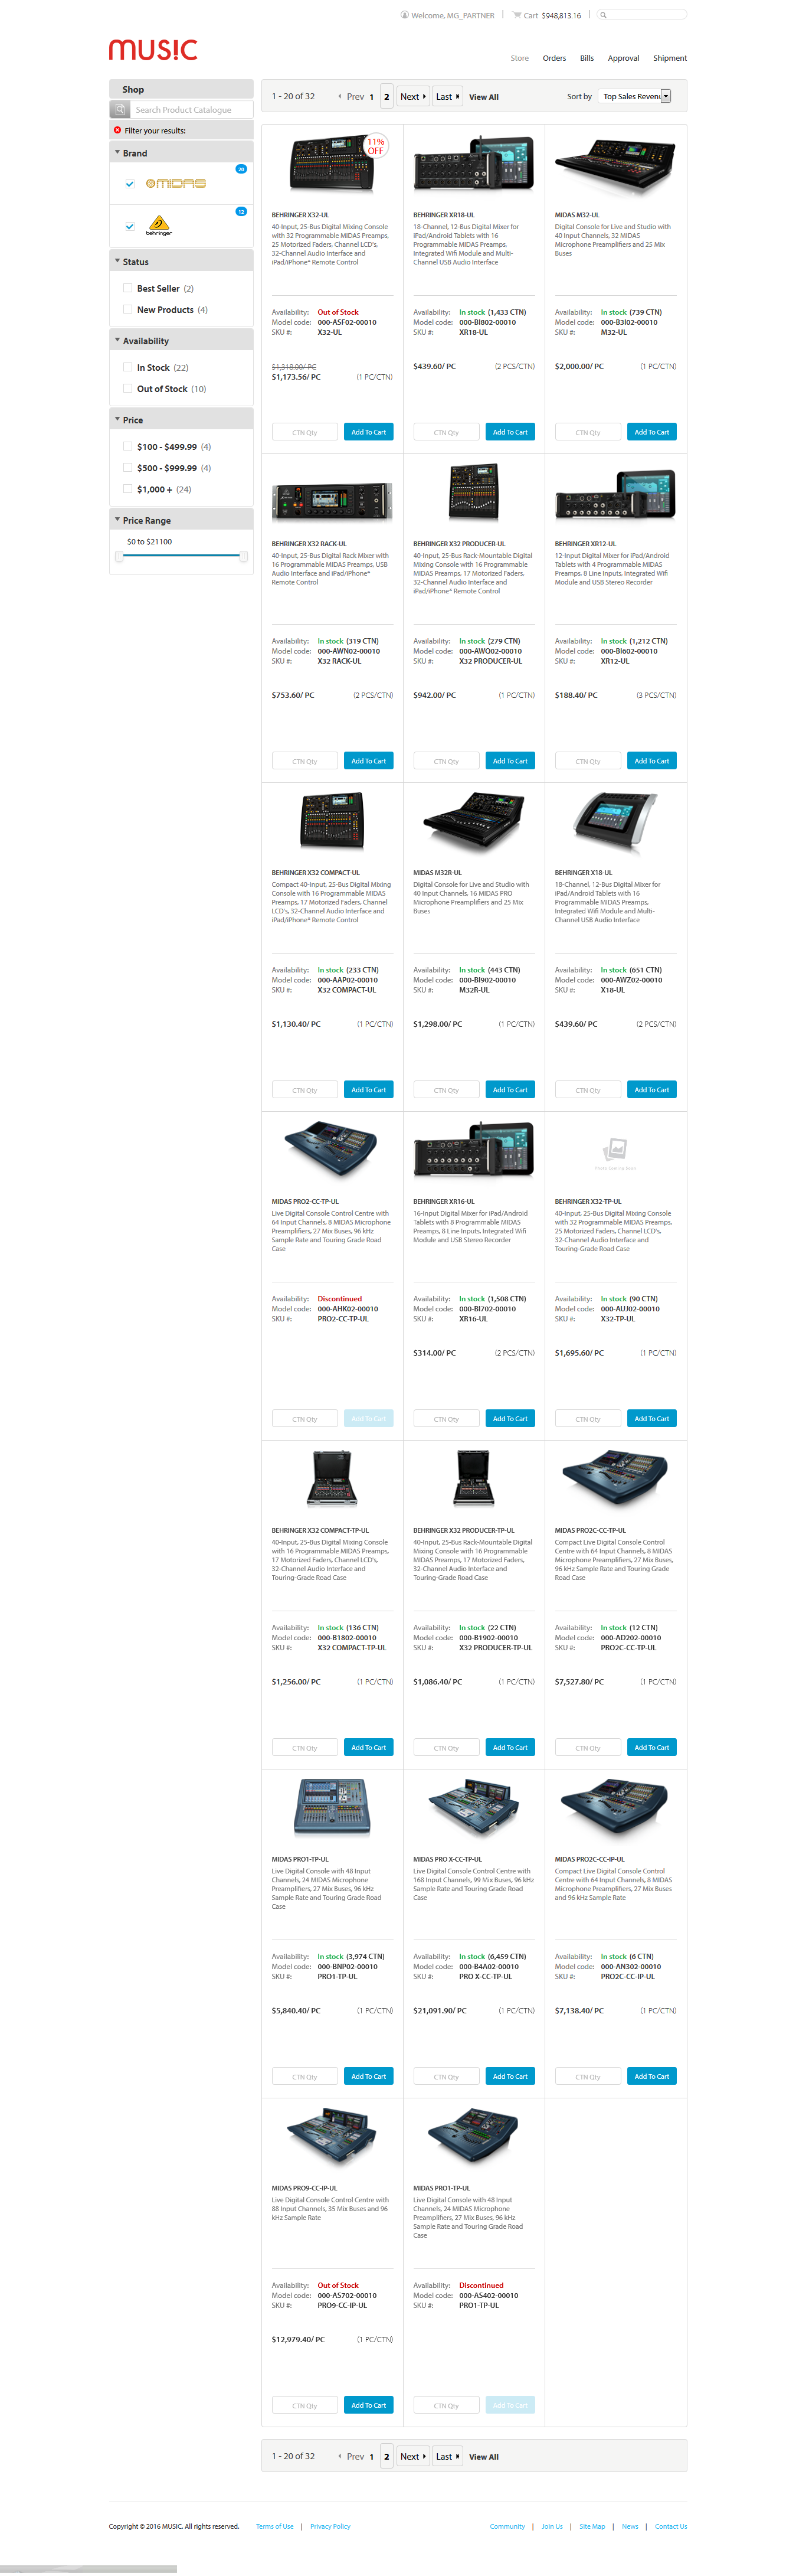 Welcome, MG_PARTNER
Cart $948,813.16
MUS!C
Store Orders Bills Approval Shipment
Shop
Search Product Catalogue
Filter your results:
Brand
MIDAS 20
behringer 12
Status
Best Seller (2)
New Products (4)
Availability
In Stock (22)
Out of Stock (10)
Price
$100 - $499.99 (4)
$500 - $999.99 (4)
$1,000 + (24)
Price Range
$0 to $21100
1 - 20 of 32 Prev 1 2 Next Last View All
Sort by Top Sales Revenu
11% OFF
BEHRINGER X32-UL
40-Input, 25-Bus Digital Mixing Console
with 32 Programmable MIDAS Preamps,
25 Motorized Faders, Channel LCD's,
32-Channel Audio Interface and
iPad/iPhone* Remote Control
Availability: Out of Stock
Model code: 000-ASF02-00010
SKU #: X32-UL
$1,318.00/ PC
$1,173.56/ PC (1 PC/CTN)
CTN Qty Add To Cart
BEHRINGER XR18-UL
18-Channel, 12-Bus Digital Mixer for
iPad/Android Tablets with 16
Programmable MIDAS Preamps,
Integrated Wifi Module and Multi-
Channel USB Audio Interface
Availability: In stock (1,433 CTN)
Model code: 000-BI802-00010
SKU #: XR18-UL
$439.60/ PC (2 PCS/CTN)
CTN Qty Add To Cart
MIDAS M32-UL
Digital Console for Live and Studio with
40 Input Channels, 32 MIDAS
Microphone Preamplifiers and 25 Mix
Buses
Availability: In stock (739 CTN)
Model code: 000-B3I02-00010
SKU #: M32-UL
$2,000.00/ PC (1 PC/CTN)
CTN Qty Add To Cart
BEHRINGER X32 RACK-UL
40-Input, 25-Bus Digital Rack Mixer with
16 Programmable MIDAS Preamps, USB
Audio Interface and iPad/iPhone*
Remote Control
Availability: In stock (319 CTN)
Model code: 000-AWN02-00010
SKU #: X32 RACK-UL
$753.60/ PC (2 PCS/CTN)
CTN Qty Add To Cart
BEHRINGER X32 PRODUCER-UL
40-Input, 25-Bus Rack-Mountable Digital
Mixing Console with 16 Programmable
MIDAS Preamps, 17 Motorized Faders,
32-Channel Audio Interface and
iPad/iPhone* Remote Control
Availability: In stock (279 CTN)
Model code: 000-AWQ02-00010
SKU #: X32 PRODUCER-UL
$942.00/ PC (1 PC/CTN)
CTN Qty Add To Cart
BEHRINGER XR12-UL
12-Input Digital Mixer for iPad/Android
Tablets with 4 Programmable MIDAS
Preamps, 8 Line Inputs, Integrated Wifi
Module and USB Stereo Recorder
Availability: In stock (1,212 CTN)
Model code: 000-BI602-00010
SKU #: XR12-UL
$188.40/ PC (3 PCS/CTN)
CTN Qty Add To Cart
BEHRINGER X32 COMPACT-UL
Compact 40-Input, 25-Bus Digital Mixing
Console with 16 Programmable MIDAS
Preamps, 17 Motorized Faders, Channel
LCD's, 32-Channel Audio Interface and
iPad/iPhone* Remote Control
Availability: In stock (233 CTN)
Model code: 000-AAP02-00010
SKU #: X32 COMPACT-UL
$1,130.40/ PC (1 PC/CTN)
CTN Qty Add To Cart
MIDAS M32R-UL
Digital Console for Live and Studio with
40 Input Channels, 16 MIDAS PRO
Microphone Preamplifiers and 25 Mix
Buses
Availability: In stock (443 CTN)
Model code: 000-BI902-00010
SKU #: M32R-UL
$1,298.00/ PC (1 PC/CTN)
CTN Qty Add To Cart
BEHRINGER X18-UL
18-Channel, 12-Bus Digital Mixer for
iPad/Android Tablets with 16
Programmable MIDAS Preamps,
Integrated Wifi Module and Multi-
Channel USB Audio Interface
Availability: In stock (651 CTN)
Model code: 000-AWZ02-00010
SKU #: X18-UL
$439.60/ PC (2 PCS/CTN)
CTN Qty Add To Cart
MIDAS PRO2-CC-TP-UL
Live Digital Console Control Centre with
64 Input Channels, 8 MIDAS Microphone
Preamplifiers, 27 Mix Buses, 96 kHz
Sample Rate and Touring Grade Road
Case
Availability: Discontinued
Model code: 000-AHK02-00010
SKU #: PRO2-CC-TP-UL
CTN Qty Add To Cart
BEHRINGER XR16-UL
16-Input Digital Mixer for iPad/Android
Tablets with 8 Programmable MIDAS
Preamps, 8 Line Inputs, Integrated Wifi
Module and USB Stereo Recorder
Availability: In stock (1,508 CTN)
Model code: 000-BI702-00010
SKU #: XR16-UL
$314.00/ PC (2 PCS/CTN)
CTN Qty Add To Cart
Photo Coming Soon
BEHRINGER X32-TP-UL
40-Input, 25-Bus Digital Mixing Console
with 32 Programmable MIDAS Preamps,
25 Motorized Faders, Channel LCD's,
32-Channel Audio Interface and
Touring-Grade Road Case
Availability: In stock (90 CTN)
Model code: 000-AUJ02-00010
SKU #: X32-TP-UL
$1,695.60/ PC (1 PC/CTN)
CTN Qty Add To Cart
BEHRINGER X32 COMPACT-TP-UL
40-Input, 25-Bus Digital Mixing Console
with 16 Programmable MIDAS Preamps,
17 Motorized Faders, Channel LCD's,
32-Channel Audio Interface and
Touring-Grade Road Case
Availability: In stock (136 CTN)
Model code: 000-B1802-00010
SKU #: X32 COMPACT-TP-UL
$1,256.00/ PC (1 PC/CTN)
CTN Qty Add To Cart
BEHRINGER X32 PRODUCER-TP-UL
40-Input, 25-Bus Rack-Mountable Digital
Mixing Console with 16 Programmable
MIDAS Preamps, 17 Motorized Faders,
32-Channel Audio Interface and
Touring-Grade Road Case
Availability: In stock (22 CTN)
Model code: 000-B1902-00010
SKU #: X32 PRODUCER-TP-UL
$1,086.40/ PC (1 PC/CTN)
CTN Qty Add To Cart
MIDAS PRO2C-CC-TP-UL
Compact Live Digital Console Control
Centre with 64 Input Channels, 8 MIDAS
Microphone Preamplifiers, 27 Mix Buses,
96 kHz Sample Rate and Touring Grade
Road Case
Availability: In stock (12 CTN)
Model code: 000-AD202-00010
SKU #: PRO2C-CC-TP-UL
$7,527.80/ PC (1 PC/CTN)
CTN Qty Add To Cart
MIDAS PRO1-TP-UL
Live Digital Console with 48 Input
Channels, 24 MIDAS Microphone
Preamplifiers, 27 Mix Buses, 96 kHz
Sample Rate and Touring Grade Road
Case
Availability: In stock (3,974 CTN)
Model code: 000-BNP02-00010
SKU #: PRO1-TP-UL
$5,840.40/ PC (1 PC/CTN)
CTN Qty Add To Cart
MIDAS PRO X-CC-TP-UL
Live Digital Console Control Centre with
168 Input Channels, 99 Mix Buses, 96 kHz
Sample Rate and Touring Grade Road
Case
Availability: In stock (6,459 CTN)
Model code: 000-B4A02-00010
SKU #: PRO X-CC-TP-UL
$21,091.90/ PC (1 PC/CTN)
CTN Qty Add To Cart
MIDAS PRO2C-CC-IP-UL
Compact Live Digital Console Control
Centre with 64 Input Channels, 8 MIDAS
Microphone Preamplifiers, 27 Mix Buses
and 96 kHz Sample Rate
Availability: In stock (6 CTN)
Model code: 000-AN302-00010
SKU #: PRO2C-CC-IP-UL
$7,138.40/ PC (1 PC/CTN)
CTN Qty Add To Cart
MIDAS PRO9-CC-IP-UL
Live Digital Console Control Centre with
88 Input Channels, 35 Mix Buses and 96
kHz Sample Rate
Availability: Out of Stock
Model code: 000-AS702-00010
SKU #: PRO9-CC-IP-UL
$12,979.40/ PC (1 PC/CTN)
CTN Qty Add To Cart
MIDAS PRO1-TP-UL
Live Digital Console with 48 Input
Channels, 24 MIDAS Microphone
Preamplifiers, 27 Mix Buses, 96 kHz
Sample Rate and Touring Grade Road
Case
Availability: Discontinued
Model code: 000-AS402-00010
SKU #: PRO1-TP-UL
CTN Qty Add To Cart
1 - 20 of 32 Prev 1 2 Next Last View All
Copyright © 2016 MUSIC. All rights reserved. Terms of Use | Privacy Policy
Community | Join Us | Site Map | News | Contact Us